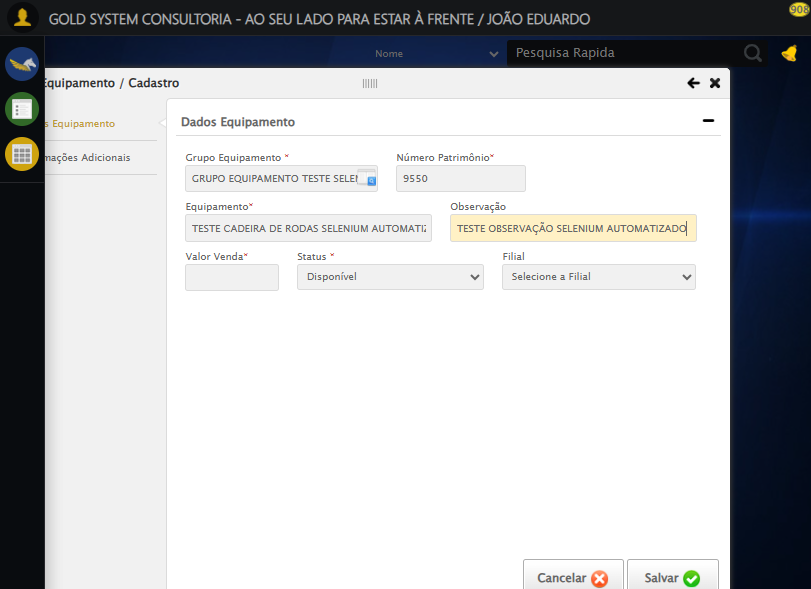 908
GOLD SYSTEM CONSULTORIA - AO SEU LADO PARA ESTAR À FRENTE / JOÃO EDUARDO
Nome
Pesquisa Rapida
Equipamento / Cadastro
s Equipamento
mações Adicionais
Dados Equipamento
Grupo Equipamento *
Número Patrimônio*
GRUPO EQUIPAMENTO TESTE SELEN
9550
Equipamento*
Observação
TESTE CADEIRA DE RODAS SELENIUM AUTOMATIZ
TESTE OBSERVAÇÃO SELENIUM AUTOMATIZADO
Valor Venda*
Status *
Filial
Disponível
Selecione a Filial
Cancelar
Salvar